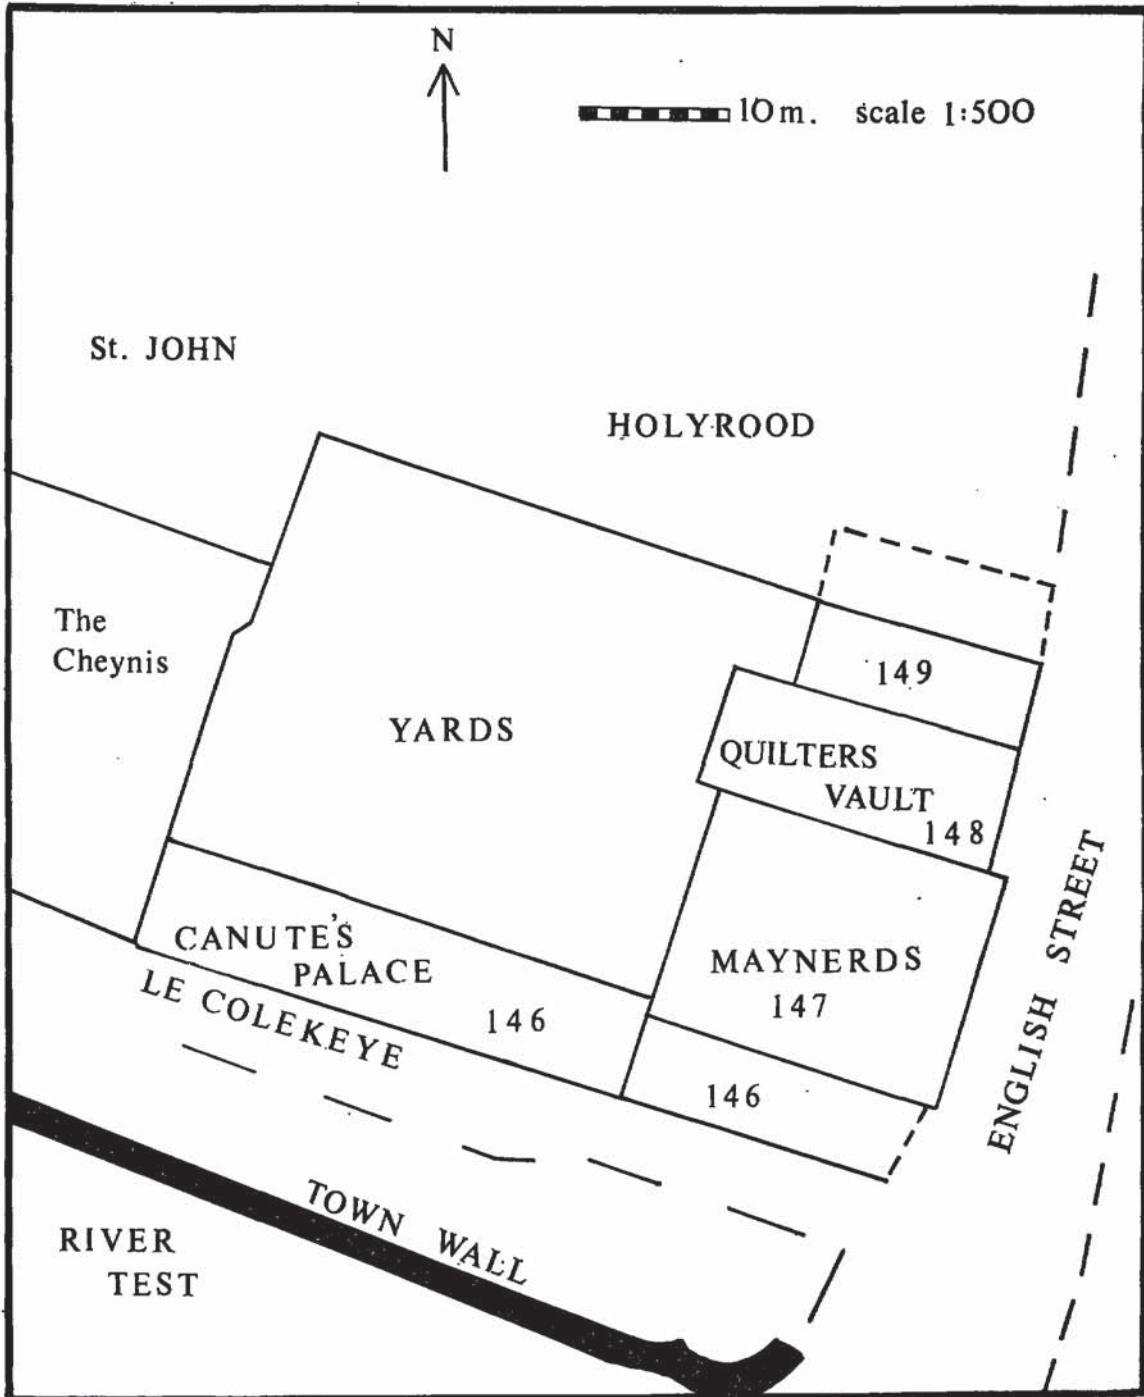 N
10m. scale 1:500
St. JOHN
HOLYROOD
The
Cheynis
149
YARDS
QUILTERS
VAULT
148
CANUTE'S
PALACE
146
MAYNERDS
147
LE COLEKEYE
146
ENGLISH STREET
TOWN WALL
RIVER
TEST